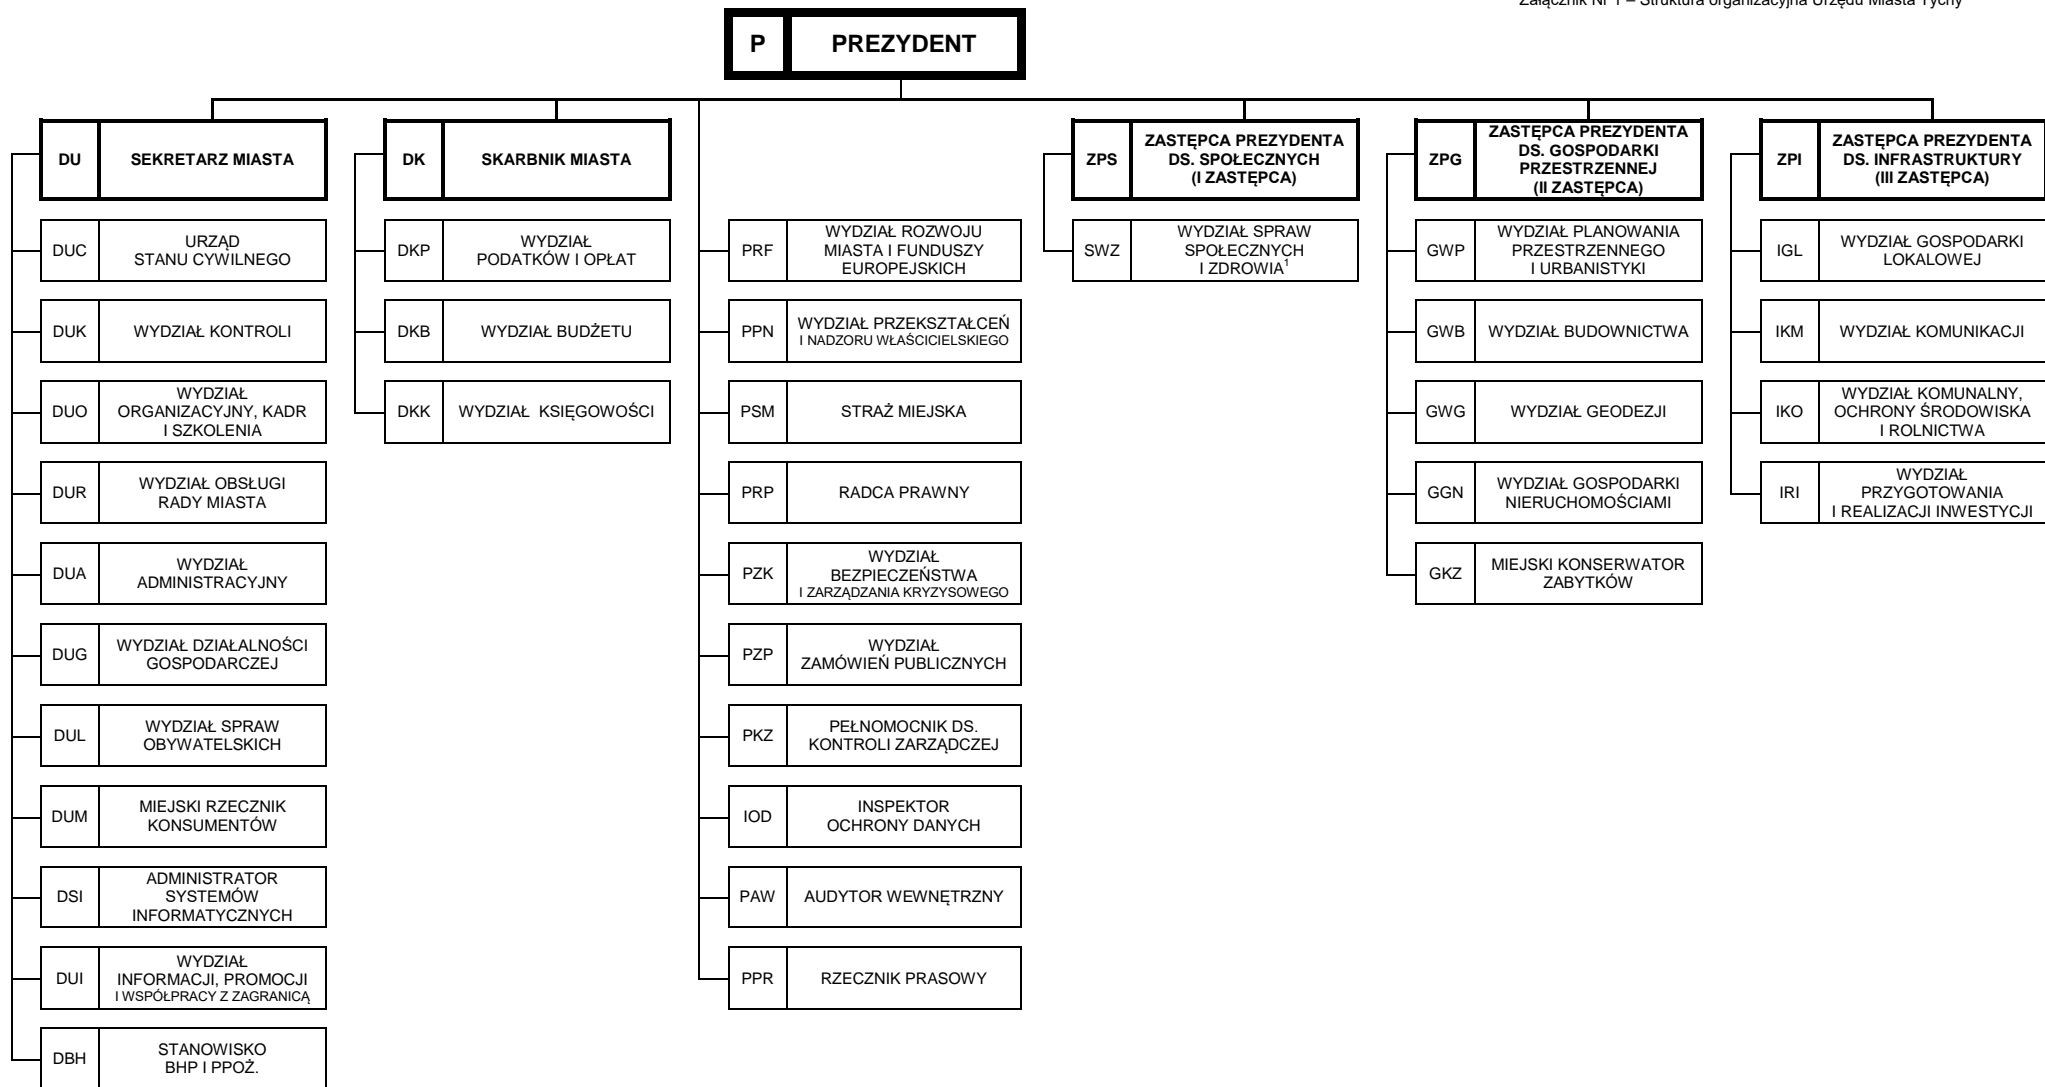 Załącznik Nr 1 – Struktura organizacyjna Urzędu Miasta Tychy
P PREZYDENT
DU SEKRETARZ MIASTA
DUC URZĄD
STANU CYWILNEGO
DUK WYDZIAŁ KONTROLI
DUO WYDZIAŁ
ORGANIZACYJNY, KADR
I SZKOLENIA
DUR WYDZIAŁ OBSŁUGI
RADY MIASTA
DUA WYDZIAŁ
ADMINISTRACYJNY
DUG WYDZIAŁ DZIAŁALNOŚCI
GOSPODARCZEJ
DUL WYDZIAŁ SPRAW
OBYWATELSKICH
DUM MIEJSKI RZECZNIK
KONSUMENTÓW
DSI ADMINISTRATOR
SYSTEMÓW
INFORMATYCZNYCH
DUI WYDZIAŁ
INFORMACJI, PROMOCJI
I WSPÓŁPRACY Z ZAGRANICĄ
DBH STANOWISKO
BHP I PPOŻ.
DK SKARBNIK MIASTA
DKP WYDZIAŁ
PODATKÓW I OPŁAT
DKB WYDZIAŁ BUDŻETU
DKK WYDZIAŁ KSIĘGOWOŚCI
PRF WYDZIAŁ ROZWOJU
MIASTA I FUNDUSZY
EUROPEJSKICH
PPN WYDZIAŁ PRZEKSZTAŁCEŃ
I NADZORU WŁAŚCICIELSKIEGO
PSM STRAŻ MIEJSKA
PRP RADCA PRAWNY
PZK WYDZIAŁ
BEZPIECZEŃSTWA
I ZARZĄDZANIA KRYZYSOWEGO
PZP WYDZIAŁ
ZAMÓWIEŃ PUBLICZNYCH
PKZ PEŁNOMOCNIK DS.
KONTROLI ZARZĄDCZEJ
IOD INSPEKTOR
OCHRONY DANYCH
PAW AUDYTOR WEWNĘTRZNY
PPR RZECZNIK PRASOWY
ZPS ZASTĘPCA PREZYDENTA
DS. SPOŁECZNYCH
(I ZASTĘPCA)
SWZ WYDZIAŁ SPRAW
SPOŁECZNYCH
I ZDROWIA¹
ZPG ZASTĘPCA PREZYDENTA
DS. GOSPODARKI
PRZESTRZENNEJ
(II ZASTĘPCA)
GWP WYDZIAŁ PLANOWANIA
PRZESTRZENNEGO
I URBANISTYKI
GWB WYDZIAŁ BUDOWNICTWA
GWG WYDZIAŁ GEODEZJI
GGN WYDZIAŁ GOSPODARKI
NIERUCHOMOŚCIAMI
GKZ MIEJSKI KONSERWATOR
ZABYTKÓW
ZPI ZASTĘPCA PREZYDENTA
DS. INFRASTRUKTURY
(III ZASTĘPCA)
IGL WYDZIAŁ GOSPODARKI
LOKALOWEJ
IKM WYDZIAŁ KOMUNIKACJI
IKO WYDZIAŁ KOMUNALNY,
OCHRONY ŚRODOWISKA
I ROLNICTWA
IRI WYDZIAŁ
PRZYGOTOWANIA
I REALIZACJI INWESTYCJI